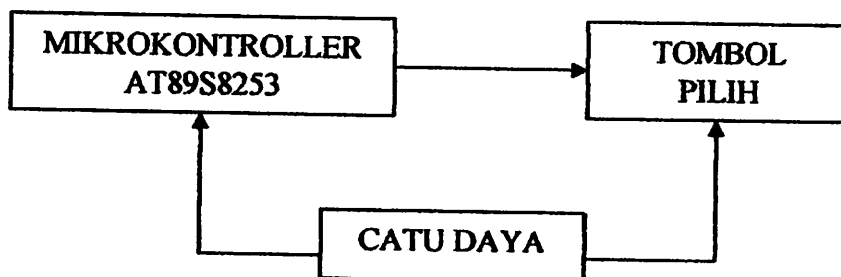 MIKROKONTROLLER
AT89S8253
TOMBOL
PILIH
CATU DAYA